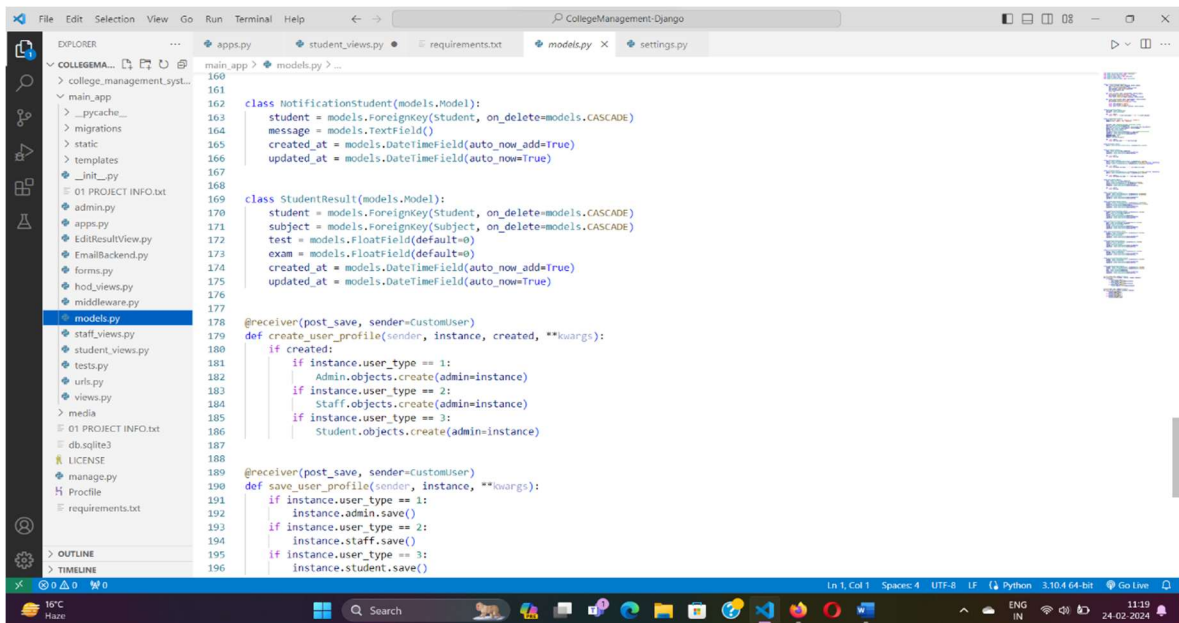 File Edit Selection View Go Run Terminal Help
CollegeManagement-Django
EXPLORER
apps.py
student_views.py
requirements.txt
models.py
settings.py
COLLEGEMA...
main_app > models.py > ...
college_management_syst...
main_app
__pycache__
migrations
static
templates
__init__.py
01 PROJECT INFO.txt
admin.py
apps.py
EditResultView.py
EmailBackend.py
forms.py
hod_views.py
middleware.py
models.py
staff_views.py
student_views.py
tests.py
urls.py
views.py
media
01 PROJECT INFO.txt
db.sqlite3
LICENSE
manage.py
Procfile
requirements.txt
OUTLINE
TIMELINE
160
161
162 class NotificationStudent(models.Model):
163 student = models.ForeignKey(Student, on_delete=models.CASCADE)
164 message = models.TextField()
165 created_at = models.DateTimeField(auto_now_add=True)
166 updated_at = models.DateTimeField(auto_now=True)
167
168
169 class StudentResult(models.Model):
170 student = models.ForeignKey(Student, on_delete=models.CASCADE)
171 subject = models.ForeignKey(Subject, on_delete=models.CASCADE)
172 test = models.FloatField(default=0)
173 exam = models.FloatField(default=0)
174 created_at = models.DateTimeField(auto_now_add=True)
175 updated_at = models.DateTimeField(auto_now=True)
176
177
178 @receiver(post_save, sender=CustomUser)
179 def create_user_profile(sender, instance, created, **kwargs):
180 if created:
181 if instance.user_type == 1:
182 Admin.objects.create(admin=instance)
183 if instance.user_type == 2:
184 Staff.objects.create(admin=instance)
185 if instance.user_type == 3:
186 Student.objects.create(admin=instance)
187
188
189 @receiver(post_save, sender=CustomUser)
190 def save_user_profile(sender, instance, **kwargs):
191 if instance.user_type == 1:
192 instance.admin.save()
193 if instance.user_type == 2:
194 instance.staff.save()
195 if instance.user_type == 3:
196 instance.student.save()
0 0 0
Ln 1, Col 1 Spaces: 4 UTF-8 LF Python 3.10.4 64-bit Go Live
16°C
Haze
Search
ENG
IN
11:19
24-02-2024